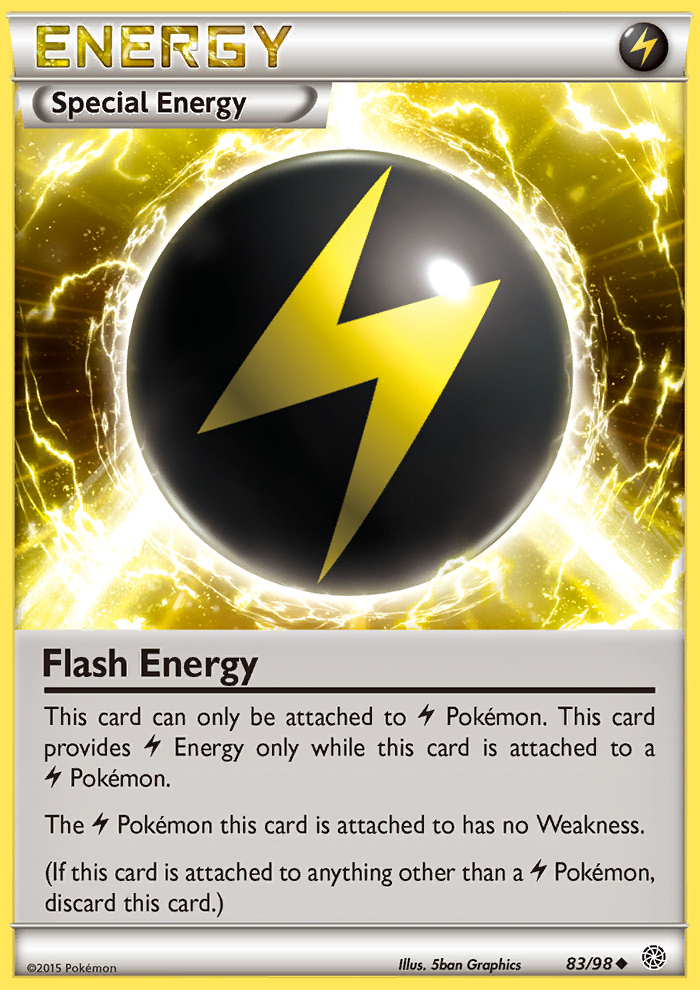 ENERGY
Special Energy
Flash Energy
This card can only be attached to Pokémon. This card
provides Energy only while this card is attached to a
Pokémon.
The Pokémon this card is attached to has no Weakness.
(If this card is attached to anything other than a Pokémon,
discard this card.)
©2015 Pokémon
Illus. 5ban Graphics
83/98